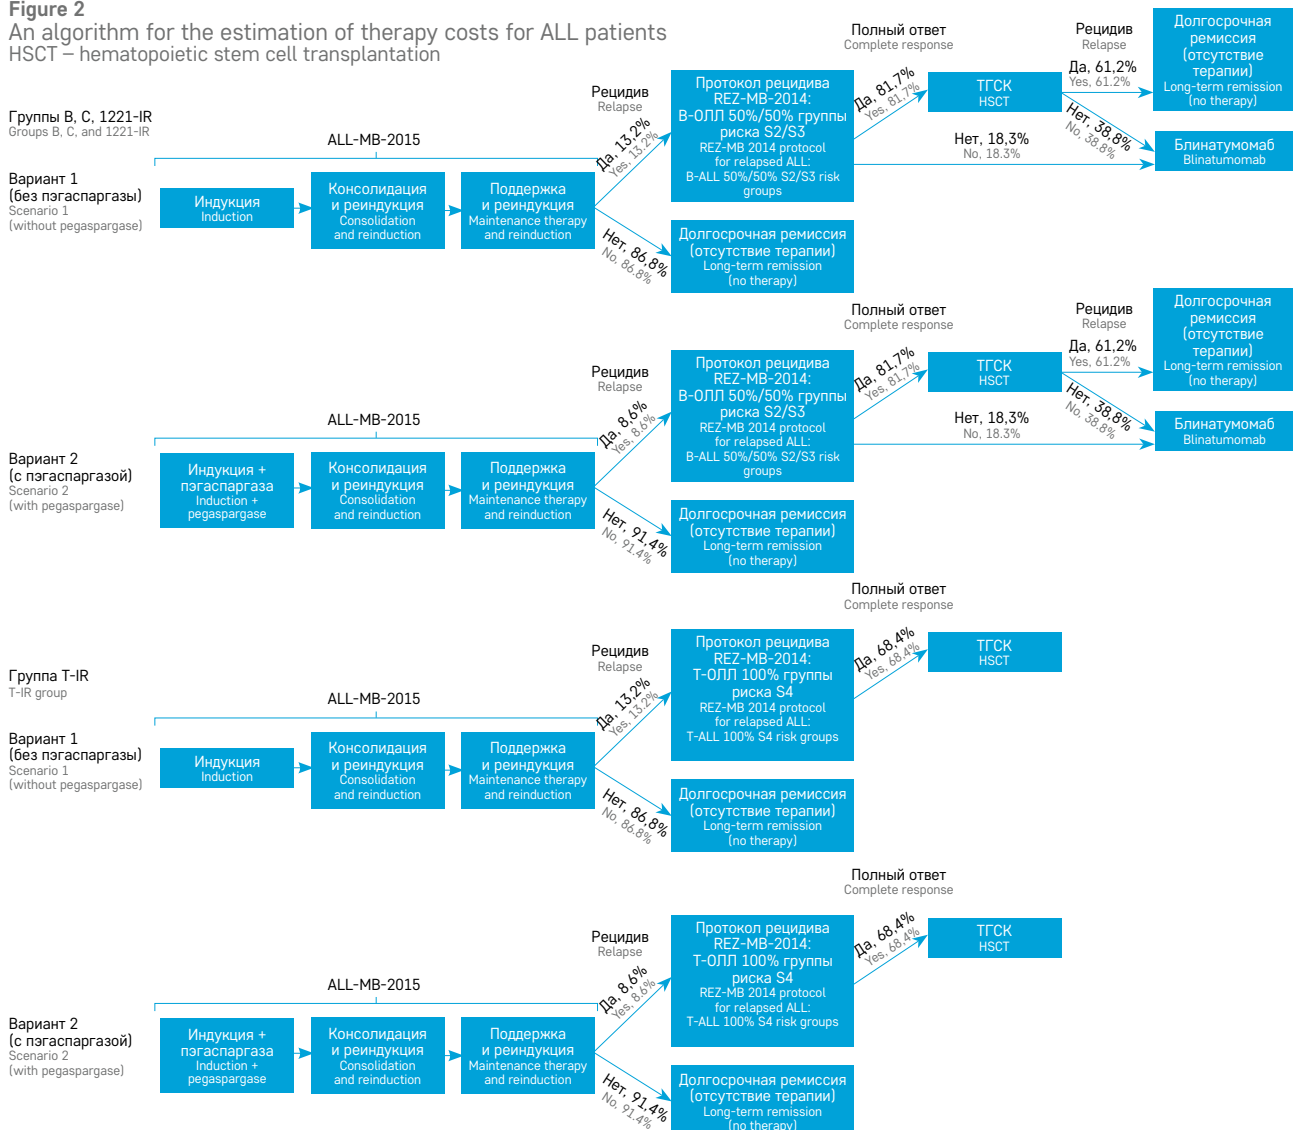 Figure 2
An algorithm for the estimation of therapy costs for ALL patients
HSCT – hematopoietic stem cell transplantation
Группы B, C, 1221-IR
Groups B, C, and 1221-IR
Вариант 1
(без пэгаспаргазы)
Scenario 1
(without pegaspargase)
ALL-MB-2015
Индукция
Induction
Консолидация
и реиндукция
Consolidation
and reinduction
Поддержка
и реиндукция
Maintenance therapy
and reinduction
Рецидив
Relapse
Да, 13,2%
Yes, 13.2%
Нет, 86,8%
No, 86.8%
Протокол рецидива
REZ-MB-2014:
В-ОЛЛ 50%/50% группы
риска S2/S3
REZ-MB 2014 protocol
for relapsed ALL:
B-ALL 50%/50% S2/S3 risk
groups
Долгосрочная ремиссия
(отсутствие терапии)
Long-term remission
(no therapy)
Полный ответ
Complete response
Да, 81,7%
Yes, 81.7%
Нет, 18,3%
No, 18.3%
ТГСК
HSCT
Рецидив
Relapse
Да, 61,2%
Yes, 61.2%
Нет, 38,8%
No, 38.8%
Долгосрочная
ремиссия
(отсутствие
терапии)
Long-term remission
(no therapy)
Блинатумомаб
Blinatumomab
Вариант 2
(с пэгаспаргазой)
Scenario 2
(with pegaspargase)
ALL-MB-2015
Индукция +
пэгаспаргаза
Induction +
pegaspargase
Консолидация
и реиндукция
Consolidation
and reinduction
Поддержка
и реиндукция
Maintenance therapy
and reinduction
Рецидив
Relapse
Да, 8,6%
Yes, 8.6%
Нет, 91,4%
No, 91.4%
Протокол рецидива
REZ-MB-2014:
В-ОЛЛ 50%/50% группы
риска S2/S3
REZ-MB 2014 protocol
for relapsed ALL:
B-ALL 50%/50% S2/S3 risk
groups
Долгосрочная ремиссия
(отсутствие терапии)
Long-term remission
(no therapy)
Полный ответ
Complete response
Да, 81,7%
Yes, 81,7%
Нет, 18,3%
No, 18.3%
ТГСК
HSCT
Рецидив
Relapse
Да, 61,2%
Yes, 61.2%
Нет, 38,8%
No, 38.8%
Долгосрочная
ремиссия
(отсутствие
терапии)
Long-term remission
(no therapy)
Блинатумомаб
Blinatumomab
Группа T-IR
T-IR group
Вариант 1
(без пэгаспаргазы)
Scenario 1
(without pegaspargase)
ALL-MB-2015
Индукция
Induction
Консолидация
и реиндукция
Consolidation
and reinduction
Поддержка
и реиндукция
Maintenance therapy
and reinduction
Рецидив
Relapse
Да, 13,2%
Yes, 13.2%
Нет, 86,8%
No, 86.8%
Протокол рецидива
REZ-MB-2014:
Т-ОЛЛ 100% группы
риска S4
REZ-MB 2014 protocol
for relapsed ALL:
T-ALL 100% S4 risk groups
Долгосрочная ремиссия
(отсутствие терапии)
Long-term remission
(no therapy)
Полный ответ
Complete response
Да, 68,4%
Yes, 68.4%
ТГСК
HSCT
Вариант 2
(с пэгаспаргазой)
Scenario 2
(with pegaspargase)
ALL-MB-2015
Индукция +
пэгаспаргаза
Induction +
pegaspargase
Консолидация
и реиндукция
Consolidation
and reinduction
Поддержка
и реиндукция
Maintenance therapy
and reinduction
Рецидив
Relapse
Да, 8,6%
Yes, 8.6%
Нет, 91,4%
No, 91.4%
Протокол рецидива
REZ-MB-2014:
Т-ОЛЛ 100% группы
риска S4
REZ-MB 2014 protocol
for relapsed ALL:
T-ALL 100% S4 risk groups
Долгосрочная ремиссия
(отсутствие терапии)
Long-term remission
(no therapy)
Полный ответ
Complete response
Да, 68,4%
Yes, 68.4%
ТГСК
HSCT